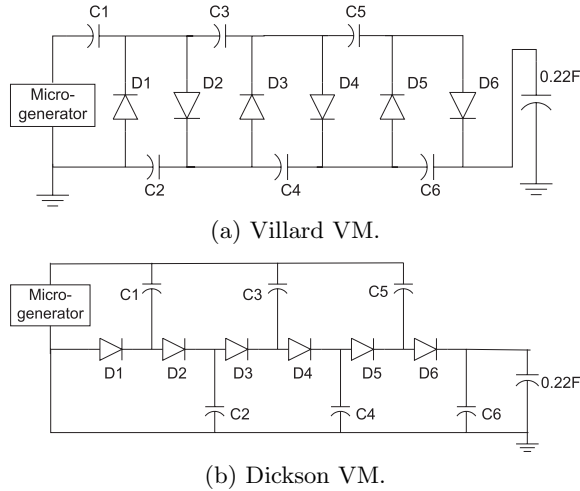 C1 C3 C5
D1 D2 D3 D4 D5 D6 0.22F
Micro-
generator
C2 C4 C6
(a) Villard VM.
Micro-
generator
C1 C3 C5
D1 D2 D3 D4 D5 D6 0.22F
C2 C4 C6
(b) Dickson VM.